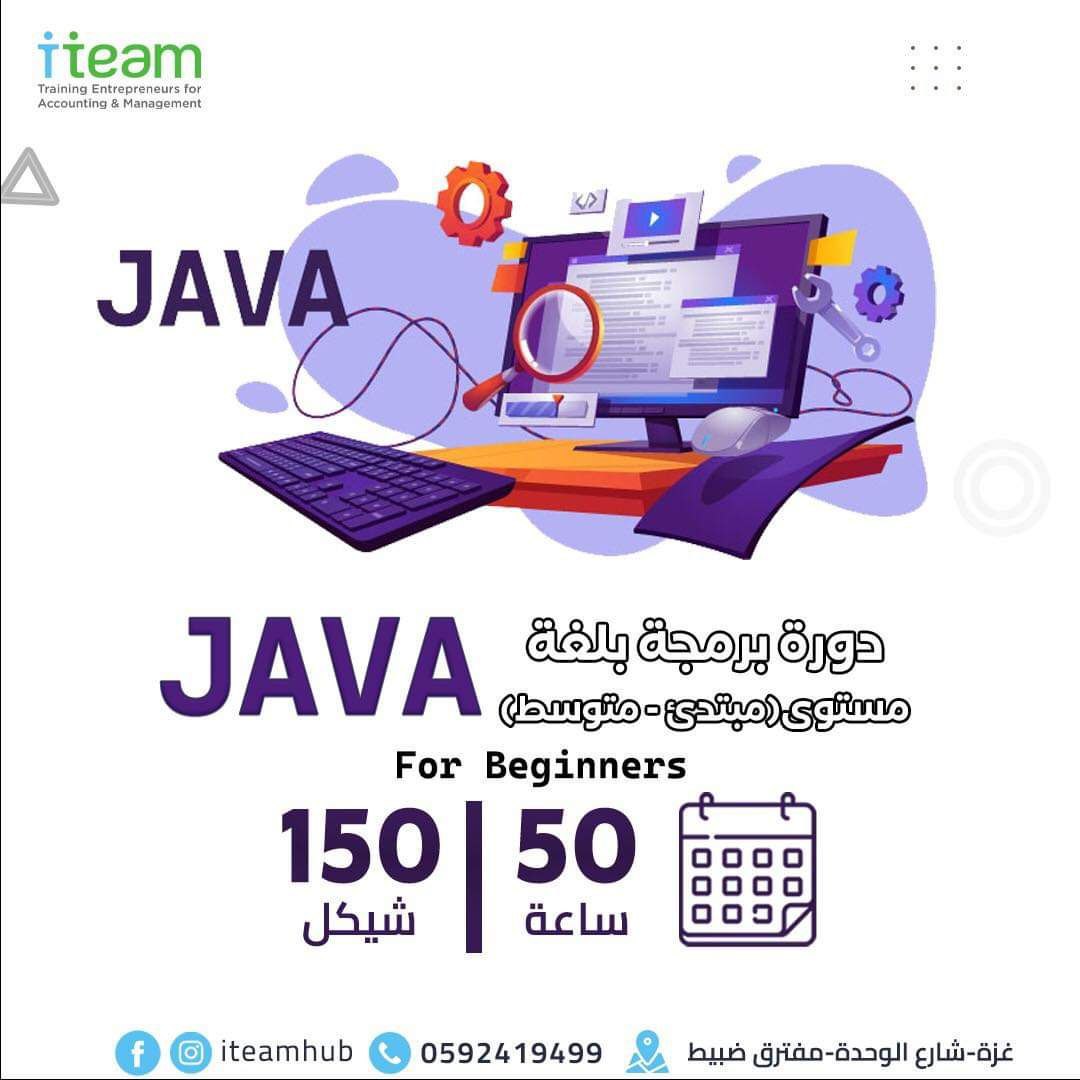 iteam
Training Entrepreneurs for
Accounting & Management
JAVA
</>
دورة برمجة بلغة
JAVA
مستوى(مبتدئ - متوسط)
For Beginners
50
ساعة
150
شيكل
iteamhub
0592419499
غزة-شارع الوحدة-مفترق ضبيط